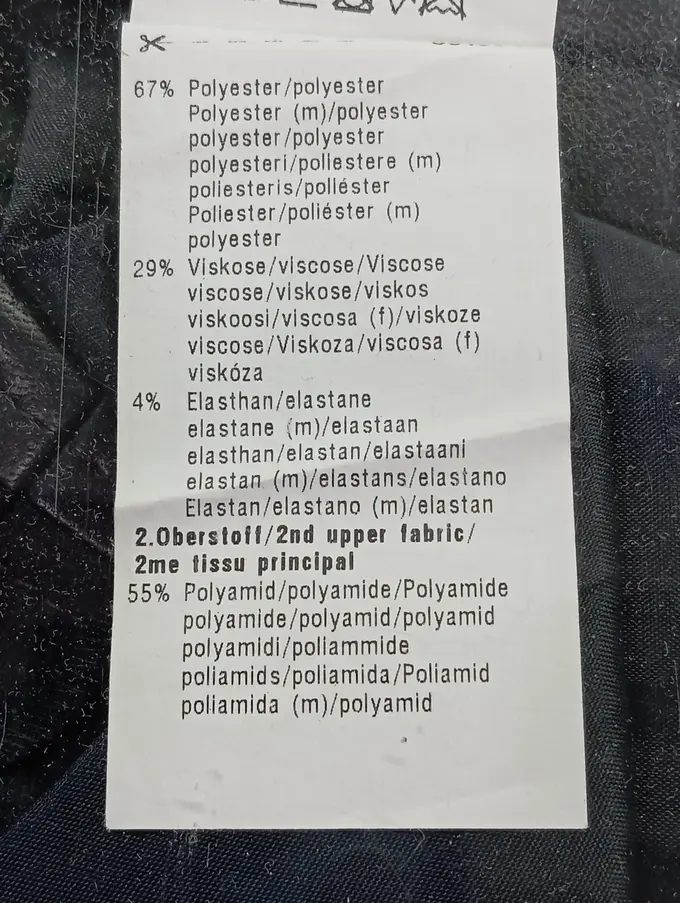 67% Polyester/polyester
Polyester (m)/polyester
polyester/polyester
polyesteri/poliestere (m)
poliesteris/poliéster
Poliester/poliéster (m)
polyester
29% Viskose/viscose/Viscose
viscose/viskose/viskos
viskoosi/viscosa (f)/viskoze
viscose/Viskoza/viscosa (f)
viskóza
4% Elasthan/elastane
elastane (m)/elastaan
elasthan/elastan/elastaani
elastan (m)/elastans/elastano
Elastan/elastano (m)/elastan
2.Oberstoff/2nd upper fabric/
2me tissu principal
55% Polyamid/polyamide/Polyamide
polyamide/polyamid/polyamid
polyamidi/poliammide
poliamids/poliamida/Poliamid
poliamida (m)/polyamid